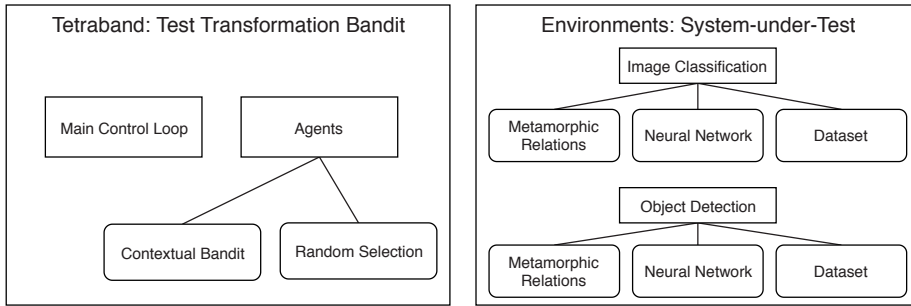 Tetraband: Test Transformation Bandit
Main Control Loop
Agents
Contextual Bandit
Random Selection
Environments: System-under-Test
Image Classification
Metamorphic
Relations
Neural Network
Dataset
Object Detection
Metamorphic
Relations
Neural Network
Dataset